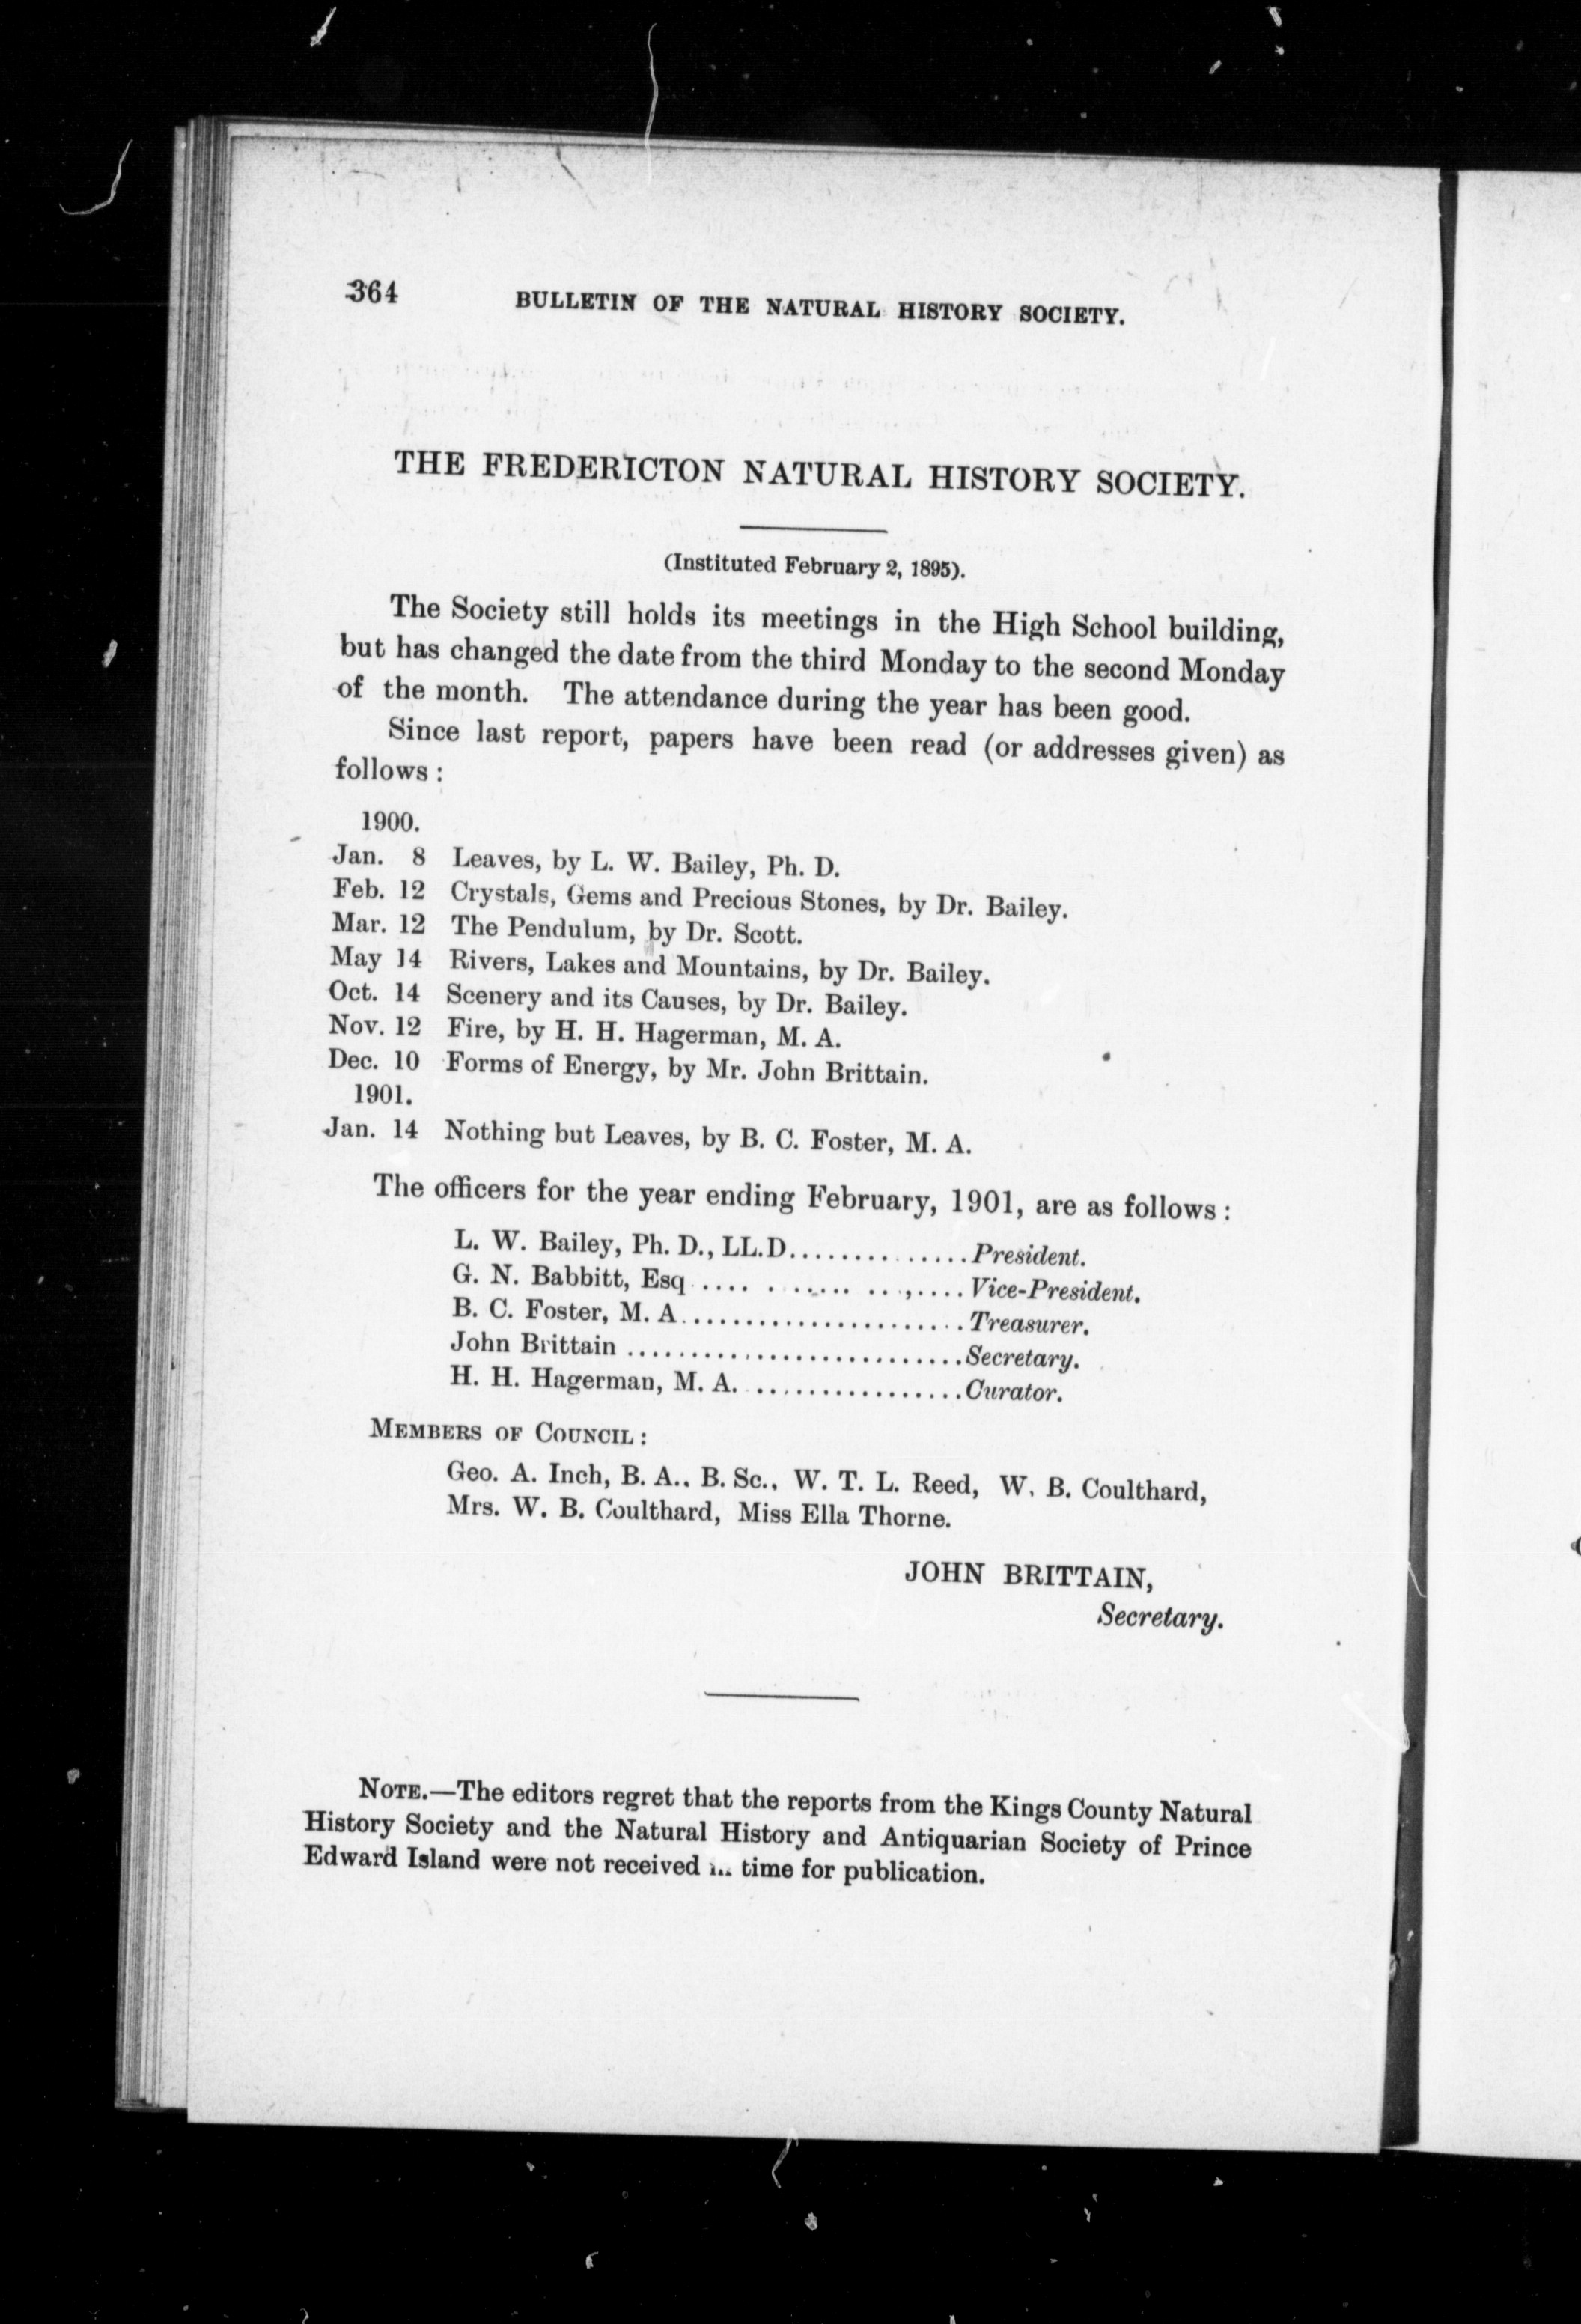 364 BULLETIN OF THE NATURAL HISTORY SOCIETY.
THE FREDERICTON NATURAL HISTORY SOCIETY.
(Instituted February 2, 1895).
The Society still holds its meetings in the High School building,
but has changed the date from the third Monday to the second Monday
of the month. The attendance during the year has been good.
Since last report, papers have been read (or addresses given) as
follows:
1900.
Jan. 8 Leaves, by L. W. Bailey, Ph. D.
Feb. 12 Crystals, Gems and Precious Stones, by Dr. Bailey.
Mar. 12 The Pendulum, by Dr. Scott.
May 14 Rivers, Lakes and Mountains, by Dr. Bailey.
Oct. 14 Scenery and its Causes, by Dr. Bailey.
Nov. 12 Fire, by H. H. Hagerman, M. A.
Dec. 10 Forms of Energy, by Mr. John Brittain.
1901.
Jan. 14 Nothing but Leaves, by B. C. Foster, M. A.
The officers for the year ending February, 1901, are as follows:
L. W. Bailey, Ph. D., LL.D..............President.
G. N. Babbitt, Esq ....................Vice-President.
B. C. Foster, M. A......................Treasurer.
John Brittain ..........................Secretary.
H. H. Hagerman, M. A. .................Curator.
MEMBERS OF COUNCIL:
Geo. A. Inch, B. A.. B. Sc., W. T. L. Reed, W. B. Coulthard,
Mrs. W. B. Coulthard, Miss Ella Thorne.
JOHN BRITTAIN,
Secretary.
NOTE.—The editors regret that the reports from the Kings County Natural
History Society and the Natural History and Antiquarian Society of Prince
Edward Island were not received in time for publication.